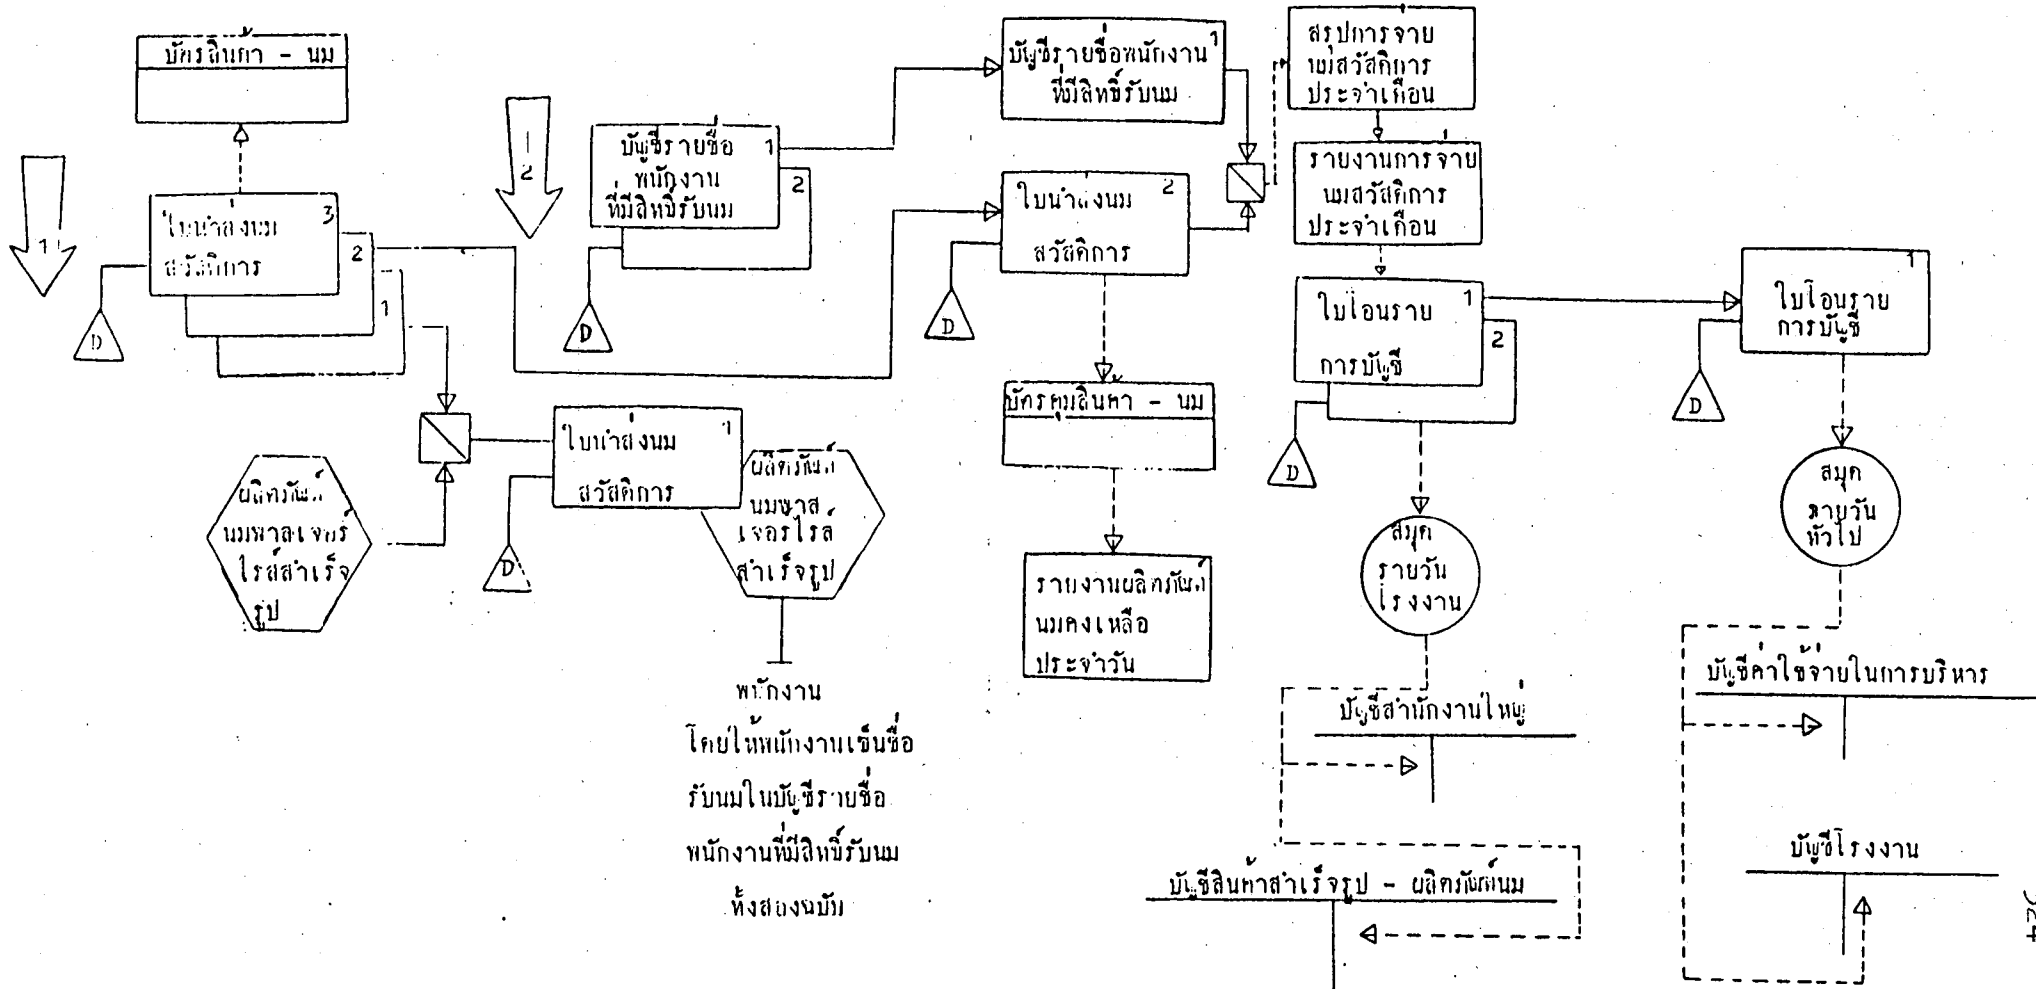 บัตรสินค้า - นม
1
ใบนำส่งนม 3
สวัสดิการ
2
1
D
2
บัญชีรายชื่อ 1
พนักงาน
ที่มีสิทธิ์รับนม
2
D
บัญชีรายชื่อพนักงาน 1
ที่มีสิทธิ์รับนม
ใบนำส่งนม 2
สวัสดิการ
D
สรุปการจ่าย
นมสวัสดิการ
ประจำเดือน
รายงานการจ่าย
นมสวัสดิการ
ประจำเดือน
ใบโอนราย 1
การบัญชี
2
D
ใบโอนราย 1
การบัญชี
D
ผลิตภัณฑ์
นมพาสเจอร์
ไรส์สำเร็จ
รูป
ใบนำส่งนม 1
สวัสดิการ
D
ผลิตภัณฑ์
นมพาส
เจอร์ไรส์
สำเร็จรูป
พนักงาน
โดยให้พนักงานเซ็นชื่อ
รับนมในบัญชีรายชื่อ
พนักงานที่มีสิทธิ์รับนม
ทั้งสองฉบับ
บัตรคุมสินค้า - นม
รายงานผลิตภัณฑ์
นมคงเหลือ
ประจำวัน
สมุด
รายวัน
โรงงาน
สมุด
รายวัน
ทั่วไป
บัญชีสำนักงานใหญ่
บัญชีสินค้าสำเร็จรูป - ผลิตภัณฑ์นม
บัญชีค่าใช้จ่ายในการบริหาร
บัญชีโรงงาน